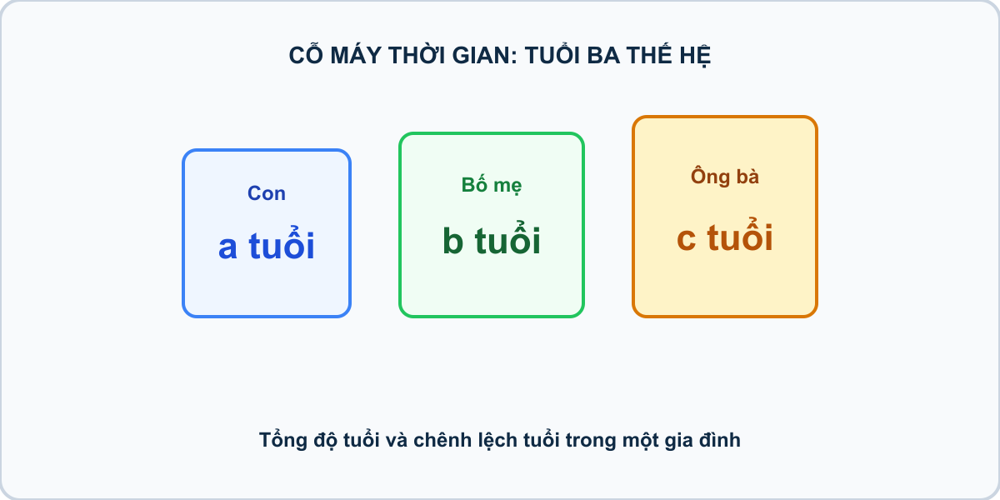 CỖ MÁY THỜI GIAN: TUỔI BA THẾ HỆ
Con
a tuổi
Bố mẹ
b tuổi
Ông bà
c tuổi
Tổng độ tuổi và chênh lệch tuổi trong một gia đình